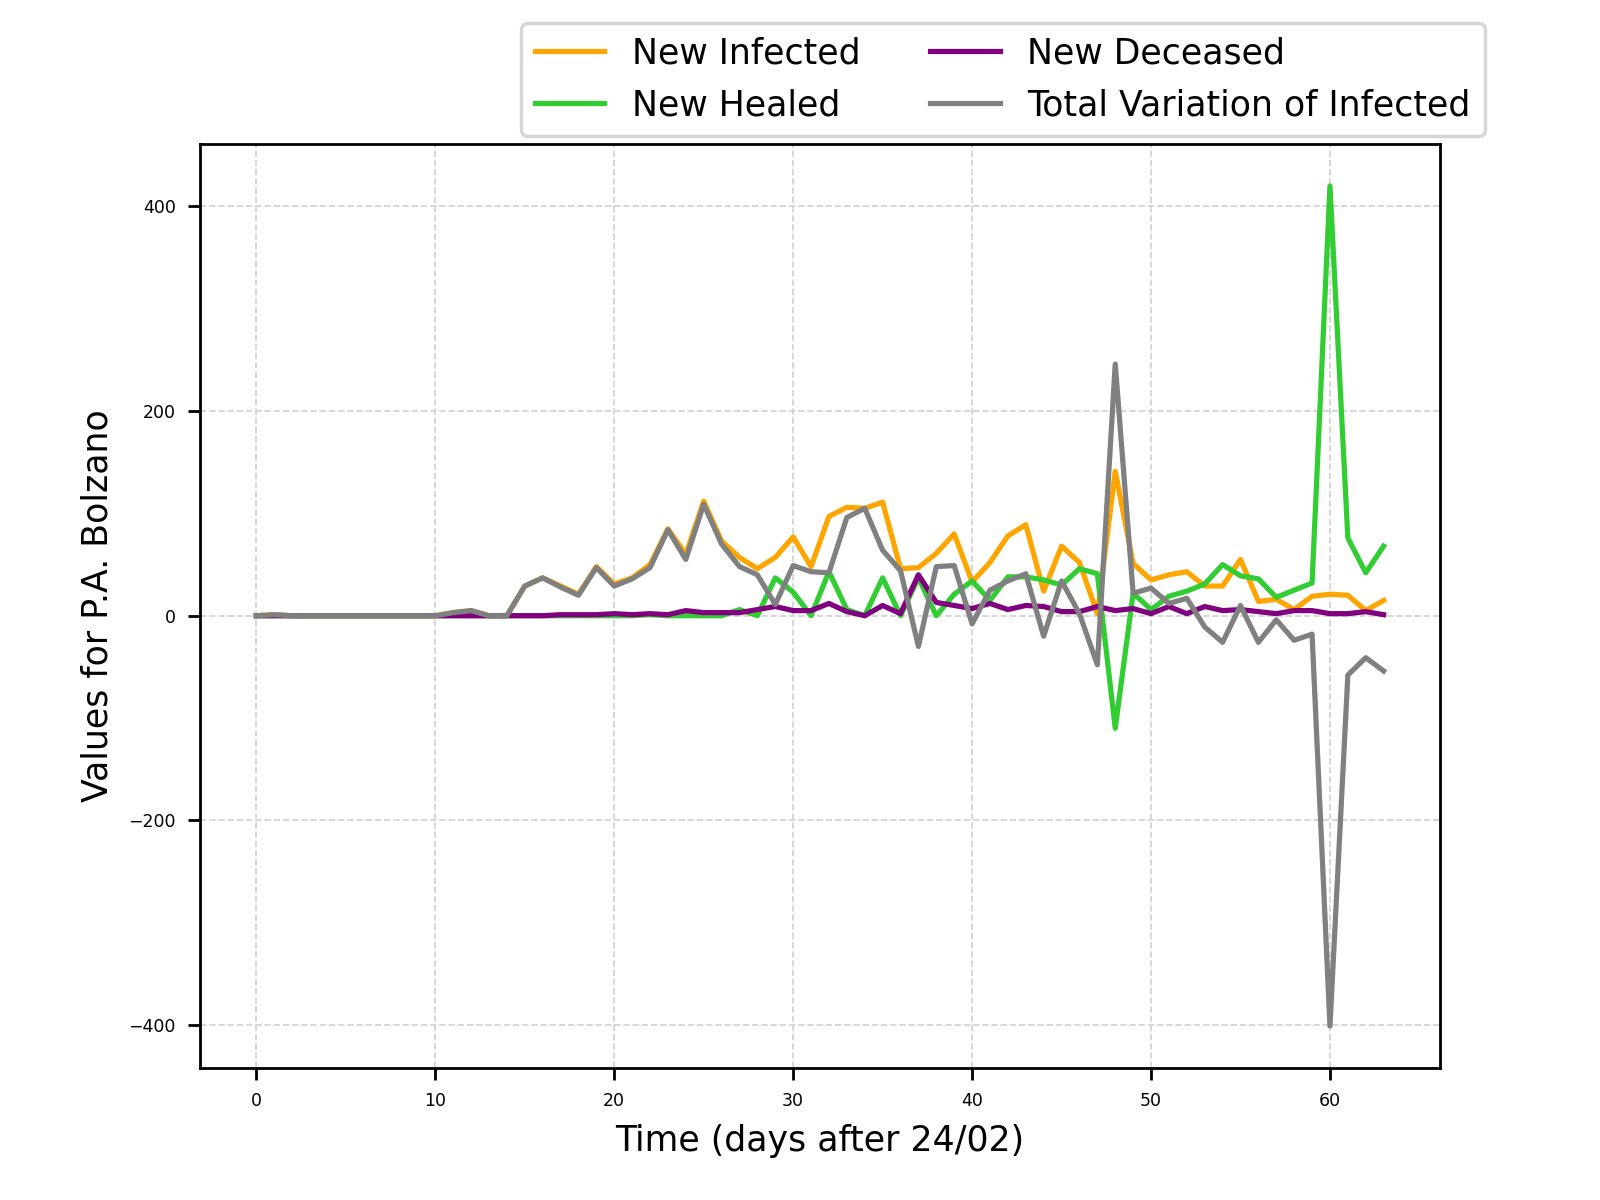 New Infected
New Healed
New Deceased
Total Variation of Infected
400
200
0
−200
−400
Values for P.A. Bolzano
0 10 20 30 40 50 60
Time (days after 24/02)